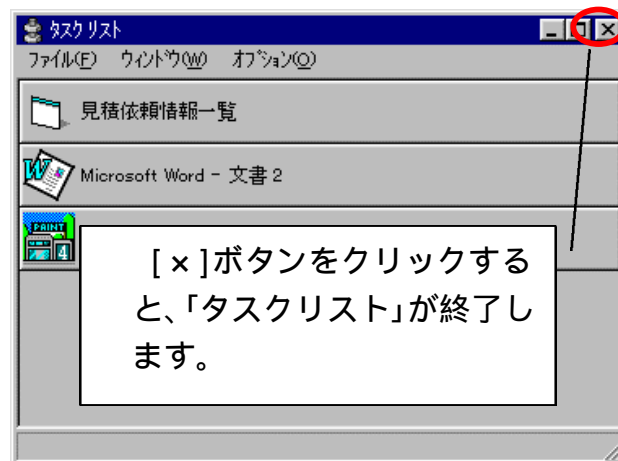 タスク リスト
ファイル(F) ウィンドウ(W) オプション(O)
見積依頼情報一覧
Microsoft Word - 文書 2
PAINT
4
[×]ボタンをクリックする
と、「タスクリスト」が終了し
ます。